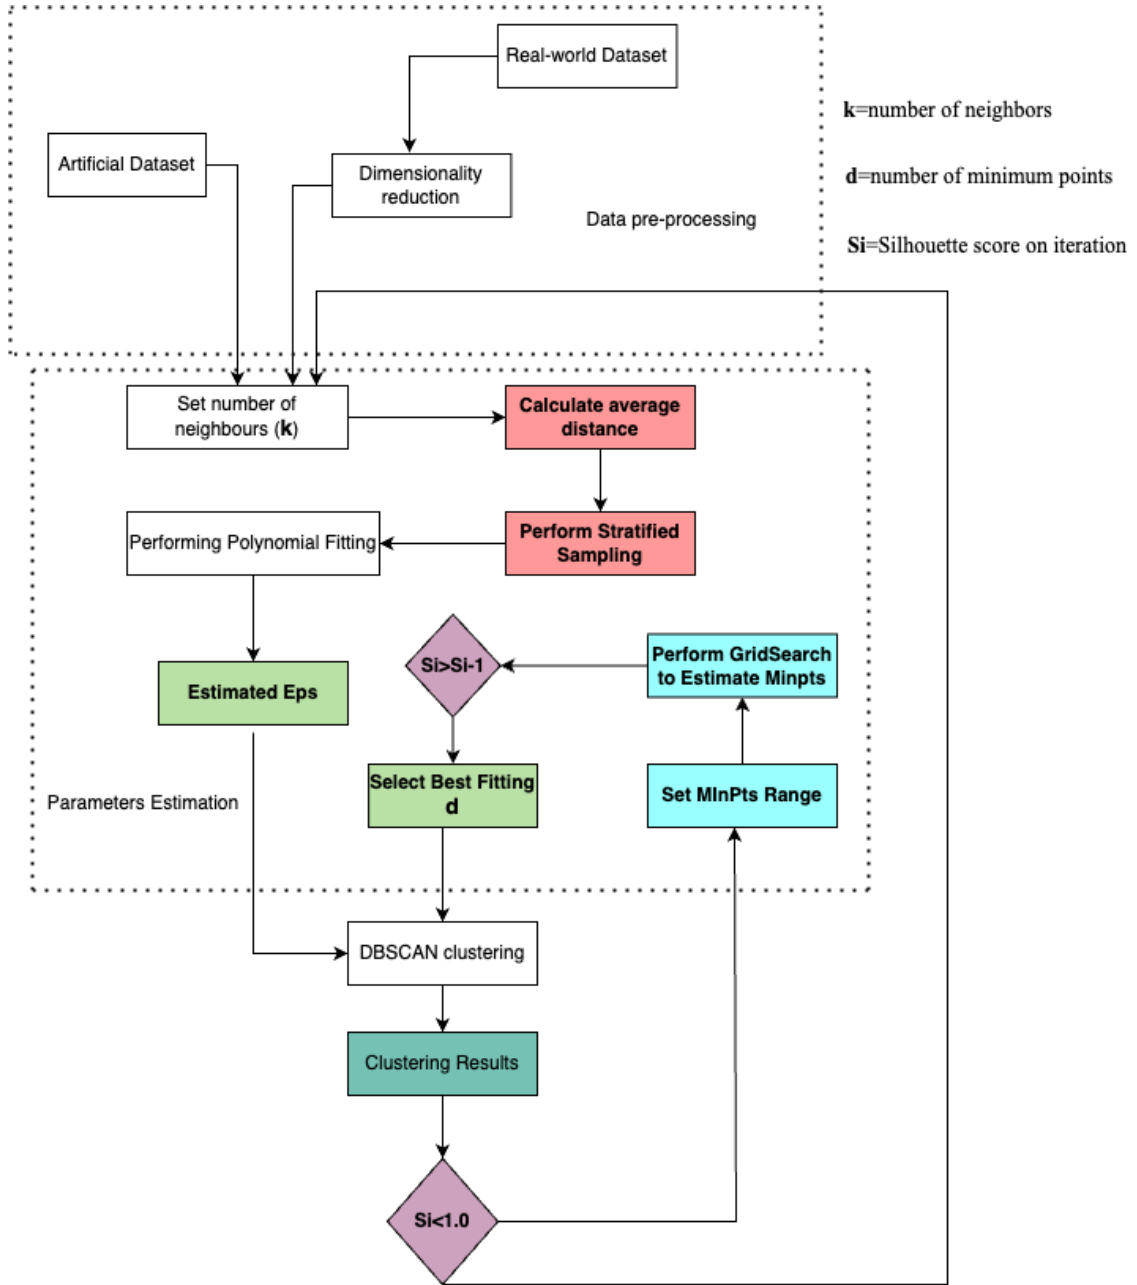 Real-world Dataset
k=number of neighbors
Artificial Dataset
Dimensionality
reduction
d=number of minimum points
Data pre-processing
Si=Silhouette score on iteration
Set number of
neighbours (k)
Calculate average
distance
Performing Polynomial Fitting
Perform Stratified
Sampling
Si>Si-1
Perform GridSearch
to Estimate Minpts
Estimated Eps
Select Best Fitting
d
Set MInPts Range
Parameters Estimation
DBSCAN clustering
Clustering Results
Si<1.0